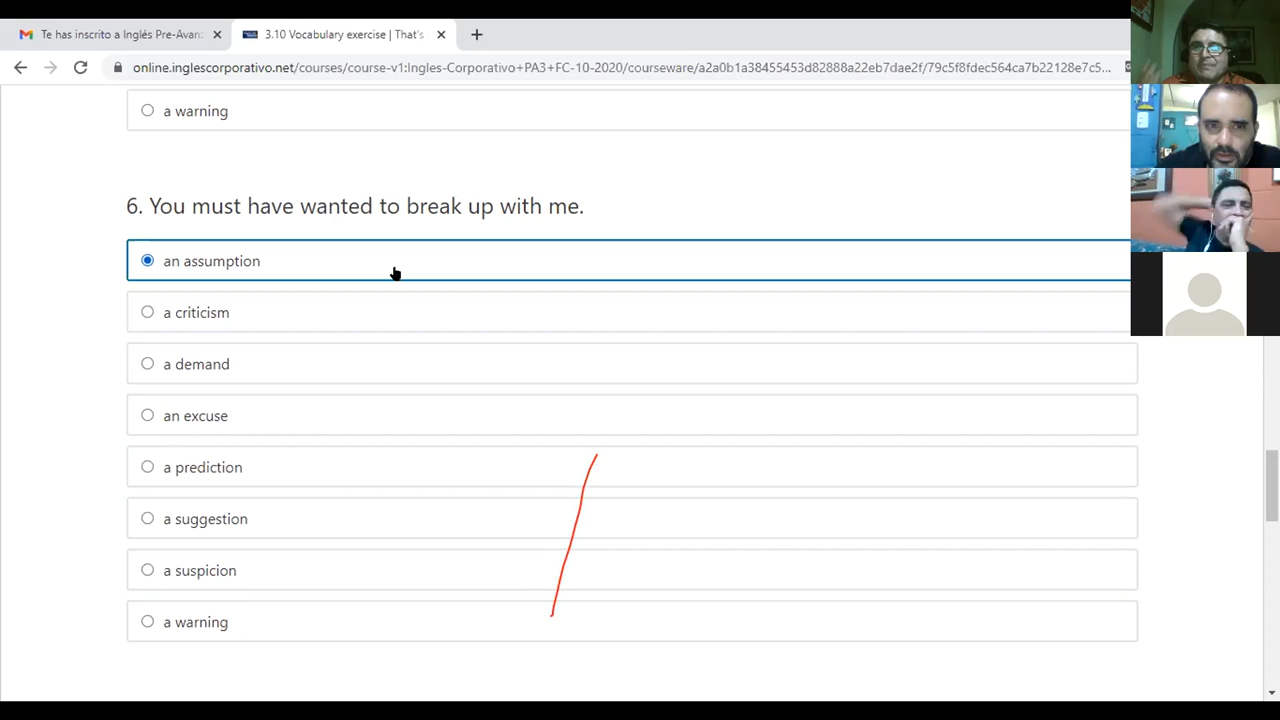 Te has inscrito a Inglés Pre-Avanz
3.10 Vocabulary exercise | That's
online.inglescorporativo.net/courses/course-v1:Ingles-Corporativo+PA3+FC-10-2020/courseware/a2a0b1a38455453d82888a22eb7dae2f/79c5f8fdec564ca7b22128e7c5...
a warning
6. You must have wanted to break up with me.
an assumption
a criticism
a demand
an excuse
a prediction
a suggestion
a suspicion
a warning